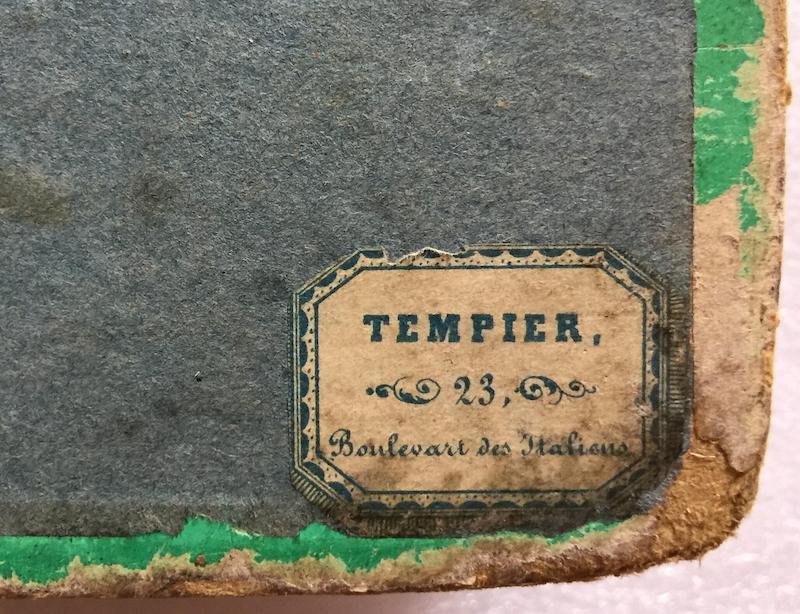 TEMPIER,
23,
Boulevart des Italiens